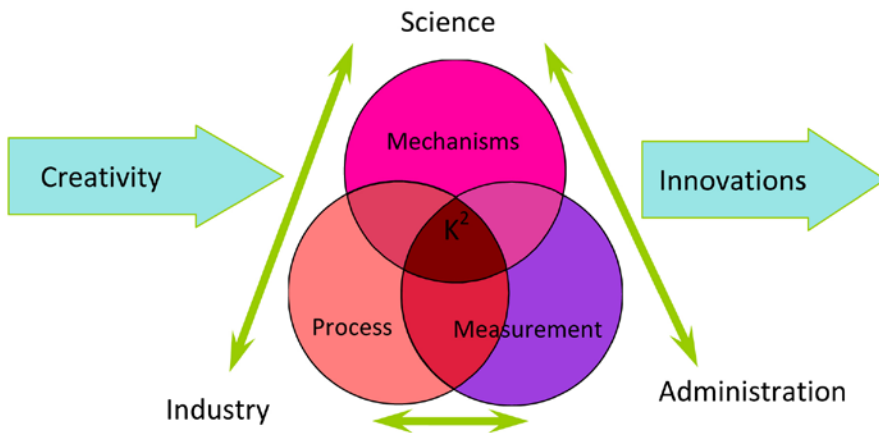 Science
Mechanisms
Creativity
Innovations
K²
Process
Measurement
Industry
Administration